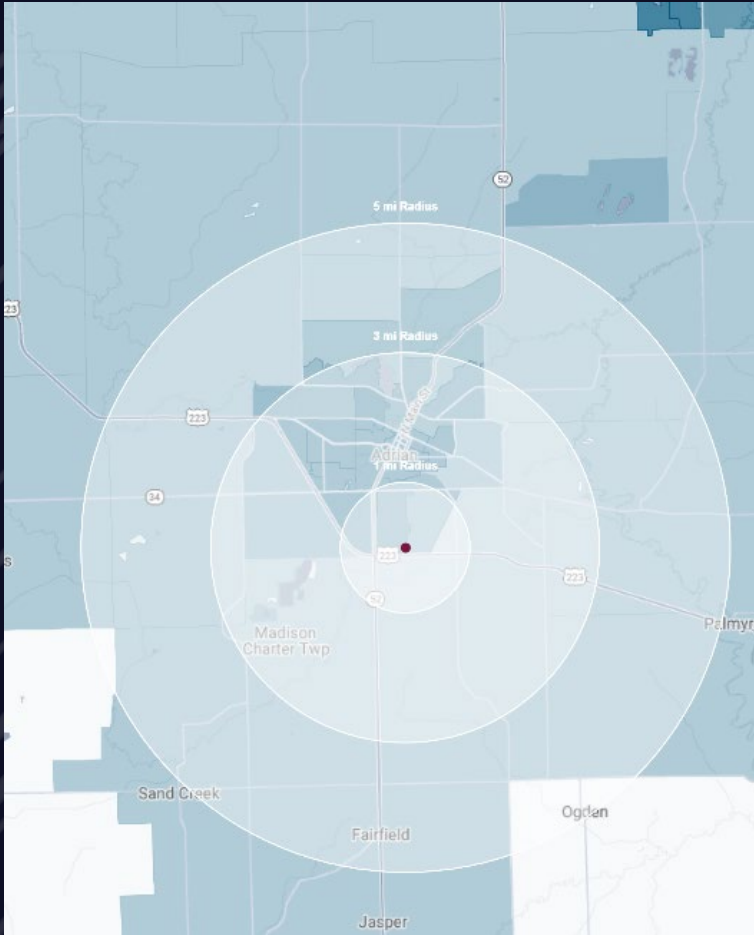 52
5 mi Radius
223
3 mi Radius
223
Adrian
1 mi Radius
34
223
223
52
Madison
Charter Twp
Palmyr
Sand Creek
Ogden
Fairfield
Jasper